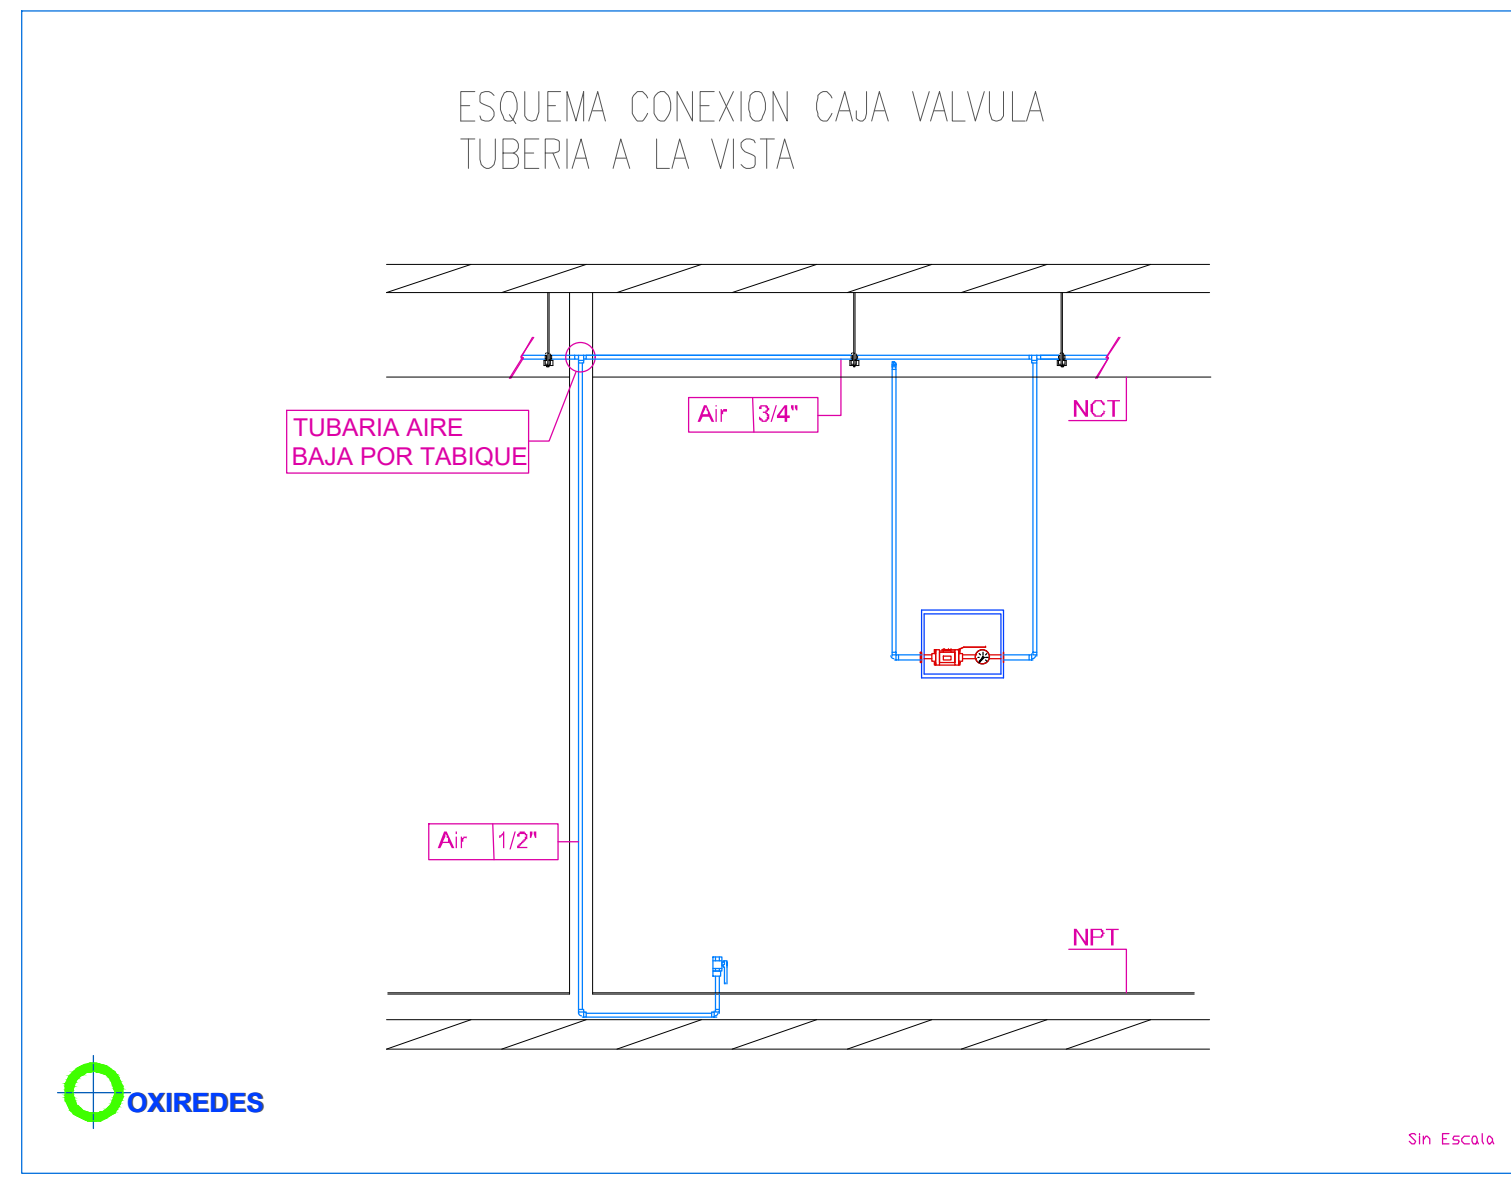 ESQUEMA CONEXION CAJA VALVULA
TUBERIA A LA VISTA
TUBARIA AIRE
BAJA POR TABIQUE
Air 3/4"
NCT
Air 1/2"
NPT
OXIREDES
Sin Escala